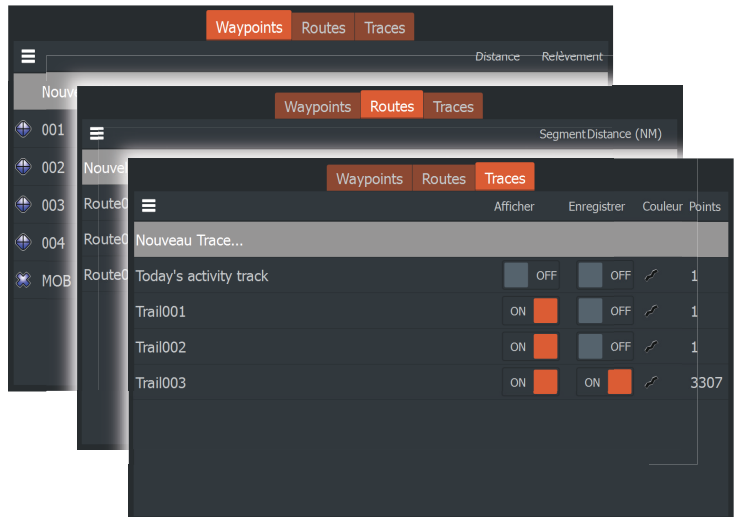 Waypoints Routes Traces
Distance Relèvement
Nouv
001
002
003
004
MOB
Waypoints Routes Traces
Segment Distance (NM)
Nouvel
Route0
Route0
Route0
Waypoints Routes Traces
Afficher Enregistrer Couleur Points
Nouveau Trace...
Today's activity track OFF OFF 1
Trail001 ON OFF 1
Trail002 ON OFF 1
Trail003 ON ON 3307